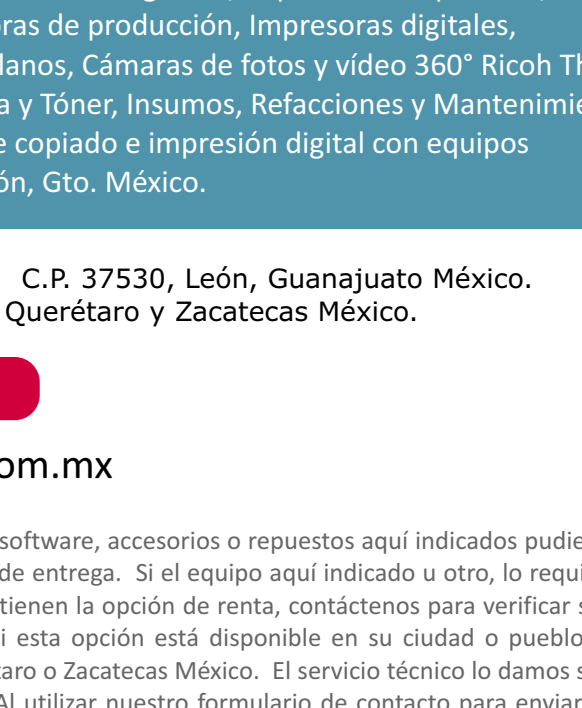 ras de producción, Impresoras digitales,
lanos, Cámaras de fotos y vídeo 360° Ricoh Th
a y Tóner, Insumos, Refacciones y Mantenimie
e copiado e impresión digital con equipos
ón, Gto. México.
C.P. 37530, León, Guanajuato México.
Querétaro y Zacatecas México.
om.mx
software, accesorios o repuestos aquí indicados pudie
de entrega. Si el equipo aquí indicado u otro, lo requi
tienen la opción de renta, contáctenos para verificar s
i esta opción está disponible en su ciudad o pueblo
taro o Zacatecas México. El servicio técnico lo damos s
Al utilizar nuestro formulario de contacto para enviar